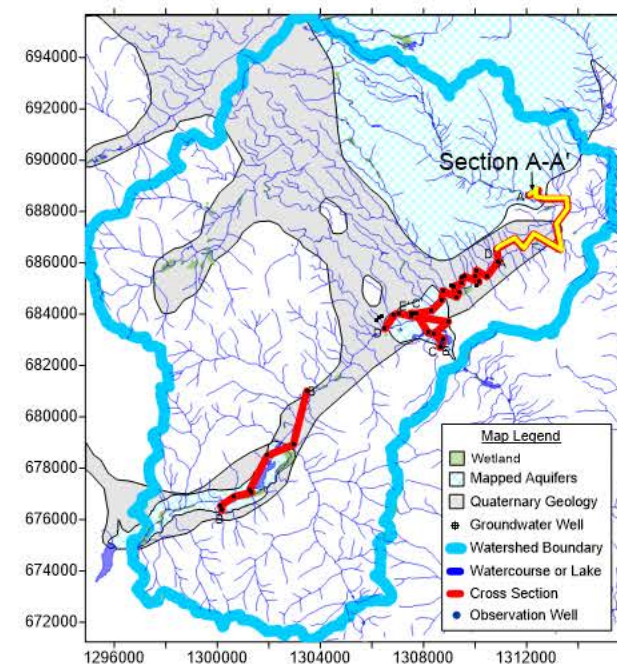 694000
692000
690000
688000
686000
684000
682000
680000
678000
676000
674000
672000
Section A-A'
A
D
E'
D'
C
B
Map Legend
Wetland
Mapped Aquifers
Quaternary Geology
Groundwater Well
Watershed Boundary
Watercourse or Lake
Cross Section
Observation Well
1296000 1300000 1304000 1308000 1312000